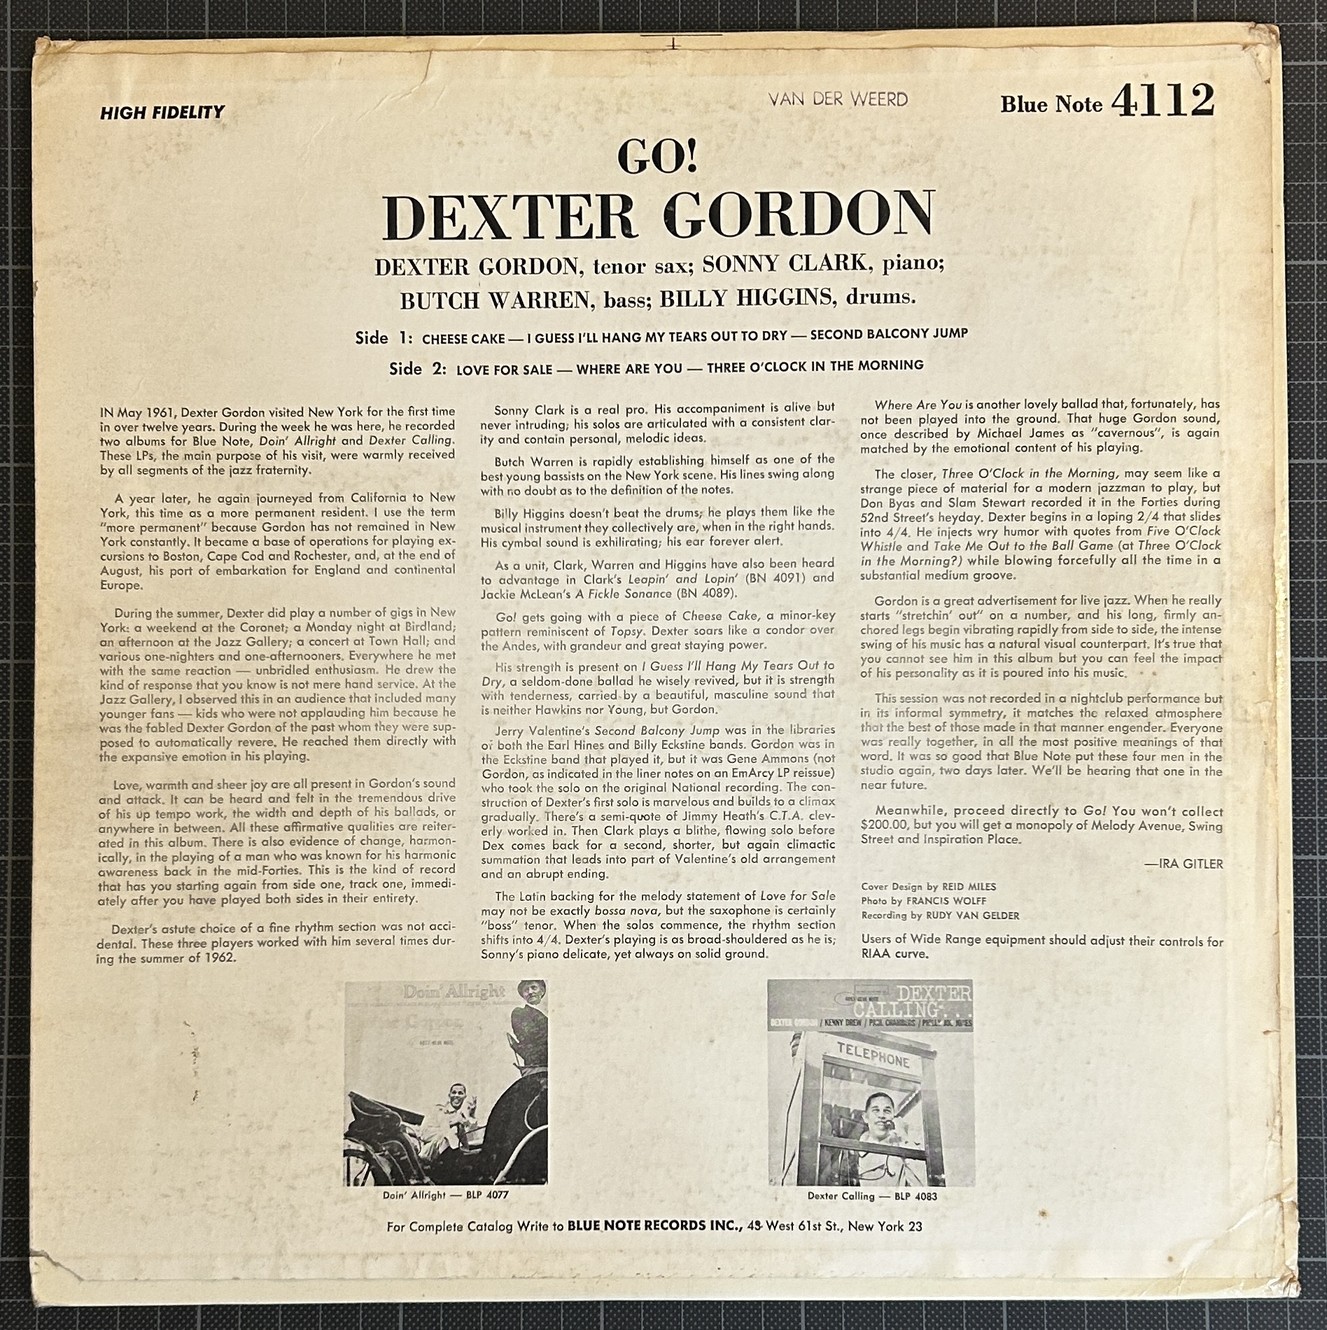 HIGH FIDELITY
VAN DER WEERD
Blue Note 4112
GO!
DEXTER GORDON
DEXTER GORDON, tenor sax; SONNY CLARK, piano;
BUTCH WARREN, bass; BILLY HIGGINS, drums.
Side 1: CHEESE CAKE — I GUESS I'LL HANG MY TEARS OUT TO DRY — SECOND BALCONY JUMP
Side 2: LOVE FOR SALE — WHERE ARE YOU — THREE O'CLOCK IN THE MORNING
IN May 1961, Dexter Gordon visited New York for the first time
in over twelve years. During the week he was here, he recorded
two albums for Blue Note, Doin' Allright and Dexter Calling.
These LPs, the main purpose of his visit, were warmly received
by all segments of the jazz fraternity.
A year later, he again journeyed from California to New
York, this time as a more permanent resident. I use the term
"more permanent" because Gordon has not remained in New
York constantly. It became a base of operations for playing ex-
cursions to Boston, Cape Cod and Rochester, and, at the end of
August, his port of embarkation for England and continental
Europe.
During the summer, Dexter did play a number of gigs in New
York: a weekend at the Coronet; a Monday night at Birdland;
an afternoon at the Jazz Gallery; a concert at Town Hall; and
various one-nighters and one-afternooners. Everywhere he met
with the same reaction — unbridled enthusiasm. He drew the
kind of response that you know is not mere hand service. At the
Jazz Gallery, I observed this in an audience that included many
younger fans — kids who were not applauding him because he
was the fabled Dexter Gordon of the past whom they were sup-
posed to automatically revere. He reached them directly with
the expansive emotion in his playing.
Love, warmth and sheer joy are all present in Gordon's sound
and attack. It can be heard and felt in the tremendous drive
of his up tempo work, the width and depth of his ballads, or
anywhere in between. All these affirmative qualities are reiter-
ated in this album. There is also evidence of change, harmon-
ically, in the playing of a man who was known for his harmonic
awareness back in the mid-Forties. This is the kind of record
that has you starting again from side one, track one, immedi-
ately after you have played both sides in their entirety.
Dexter's astute choice of a fine rhythm section was not acci-
dental. These three players worked with him several times dur-
ing the summer of 1962.
Sonny Clark is a real pro. His accompaniment is alive but
never intruding; his solos are articulated with a consistent clar-
ity and contain personal, melodic ideas.
Butch Warren is rapidly establishing himself as one of the
best young bassists on the New York scene. His lines swing along
with no doubt as to the definition of the notes.
Billy Higgins doesn't beat the drums; he plays them like the
musical instrument they collectively are, when in the right hands.
His cymbal sound is exhilirating; his ear forever alert.
As a unit, Clark, Warren and Higgins have also been heard
to advantage in Clark's Leapin' and Lopin' (BN 4091) and
Jackie McLean's A Fickle Sonance (BN 4089).
Go! gets going with a piece of Cheese Cake, a minor-key
pattern reminiscent of Topsy. Dexter soars like a condor over
the Andes, with grandeur and great staying power.
His strength is present on I Guess I'll Hang My Tears Out to
Dry, a seldom-done ballad he wisely revived, but it is strength
with tenderness, carried by a beautiful, masculine sound that
is neither Hawkins nor Young, but Gordon.
Jerry Valentine's Second Balcony Jump was in the libraries
of both the Earl Hines and Billy Eckstine bands. Gordon was in
the Eckstine band that played it, but it was Gene Ammons (not
Gordon, as indicated in the liner notes on an EmArcy LP reissue)
who took the solo on the original National recording. The con-
struction of Dexter's first solo is marvelous and builds to a climax
gradually. There's a semi-quote of Jimmy Heath's C.T.A. clev-
erly worked in. Then Clark plays a blithe, flowing solo before
Dex comes back for a second, shorter, but again climactic
summation that leads into part of Valentine's old arrangement
and an abrupt ending.
The Latin backing for the melody statement of Love for Sale
may not be exactly bossa nova, but the saxophone is certainly
"boss" tenor. When the solos commence, the rhythm section
shifts into 4/4. Dexter's playing is as broad-shouldered as he is;
Sonny's piano delicate, yet always on solid ground.
Where Are You is another lovely ballad that, fortunately, has
not been played into the ground. That huge Gordon sound,
once described by Michael James as "cavernous", is again
matched by the emotional content of his playing.
The closer, Three O'Clock in the Morning, may seem like a
strange piece of material for a modern jazzman to play, but
Don Byas and Slam Stewart recorded it in the Forties during
52nd Street's heyday. Dexter begins in a loping 2/4 that slides
into 4/4. He injects wry humor with quotes from Five O'Clock
Whistle and Take Me Out to the Ball Game (at Three O'Clock
in the Morning?) while blowing forcefully all the time in a
substantial medium groove.
Gordon is a great advertisement for live jazz. When he really
starts "stretchin' out" on a number, and his long, firmly an-
chored legs begin vibrating rapidly from side to side, the intense
swing of his music has a natural visual counterpart. It's true that
you cannot see him in this album but you can feel the impact
of his personality as it is poured into his music.
This session was not recorded in a nightclub performance but
in its informal symmetry, it matches the relaxed atmosphere
that the best of those made in that manner engender. Everyone
was really together, in all the most positive meanings of that
word. It was so good that Blue Note put these four men in the
studio again, two days later. We'll be hearing that one in the
near future.
Meanwhile, proceed directly to Go! You won't collect
$200.00, but you will get a monopoly of Melody Avenue, Swing
Street and Inspiration Place.
—IRA GITLER
Cover Design by REID MILES
Photo by FRANCIS WOLFF
Recording by RUDY VAN GELDER
Users of Wide Range equipment should adjust their controls for
RIAA curve.
Doin' Allright
Dexter Gordon
DEXTER
CALLING...
DEXTER GORDON / KENNY DREW / PAUL CHAMBERS / PHILLY JOE JONES
TELEPHONE
Doin' Allright — BLP 4077
Dexter Calling — BLP 4083
For Complete Catalog Write to BLUE NOTE RECORDS INC., 43 West 61st St., New York 23